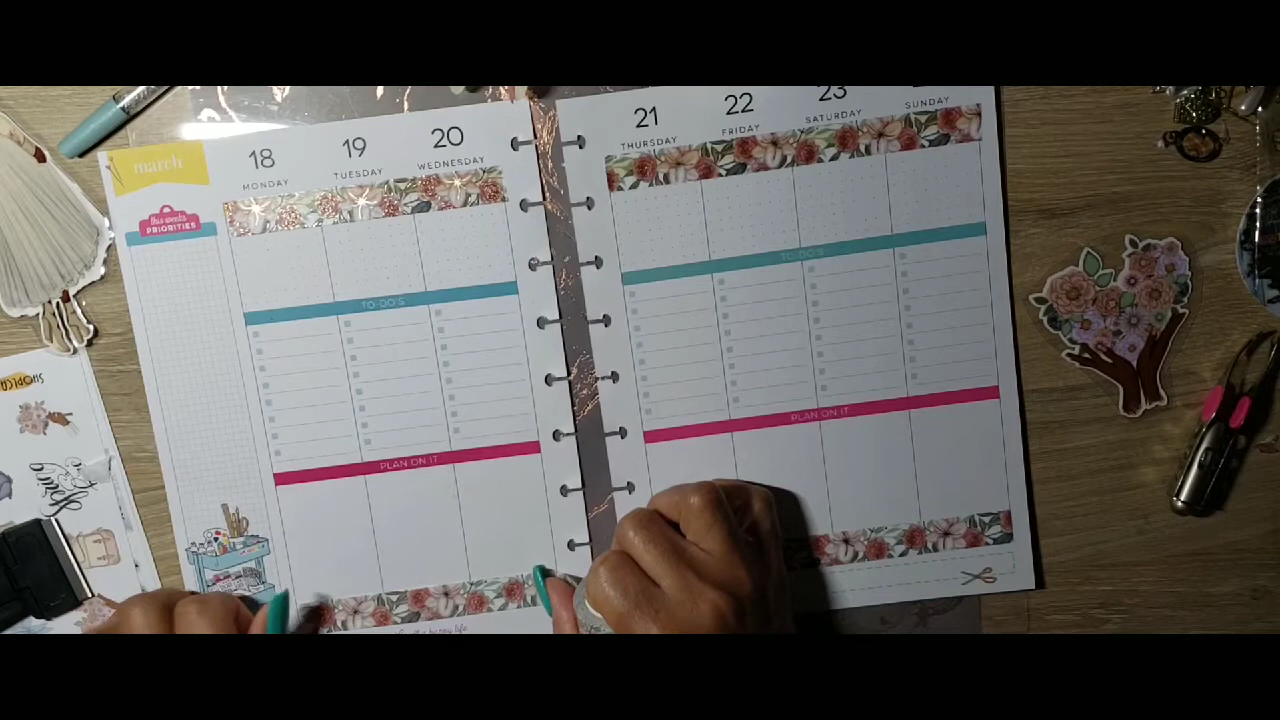 march
18
19
20
MONDAY
TUESDAY
WEDNESDAY
21
22
23
THURSDAY
FRIDAY
SATURDAY
SUNDAY
this weeks
PRIORITIES
TO-DO'S
TO-DO'S
PLAN ON IT
PLAN ON IT
life